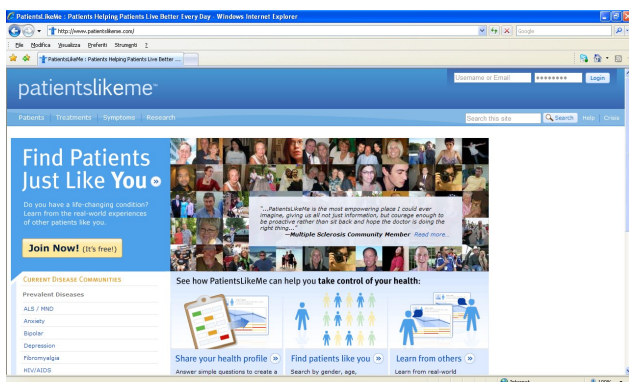 PatientsLikeMe : Patients Helping Patients Live Better Every Day - Windows Internet Explorer
http://www.patientslikeme.com/
Google
File Modifica Visualizza Preferiti Strumenti ?
PatientsLikeMe : Patients Helping Patients Live Better ...
Username or Email
Login
patientslikeme
Patients Treatments Symptoms Research
Search this site Search Help Crisis
Find Patients
Just Like You »
Do you have a life-changing condition?
Learn from the real-world experiences
of other patients like you.
Join Now! (It's free!)
"...PatientsLikeMe is the most empowering place I could ever
imagine, giving us all not just information, but courage enough to
be proactive rather than sit back and hope the doctor is doing the
right thing..."
—Multiple Sclerosis Community Member Read more..
CURRENT DISEASE COMMUNITIES
Prevalent Diseases
ALS / MND
Anxiety
Bipolar
Depression
Fibromyalgia
HIV/AIDS
See how PatientsLikeMe can help you take control of your health:
Share your health profile »
Answer simple questions to create a
Find patients like you »
Search by gender, age,
Learn from others »
Learn from real-world
Internet
100%